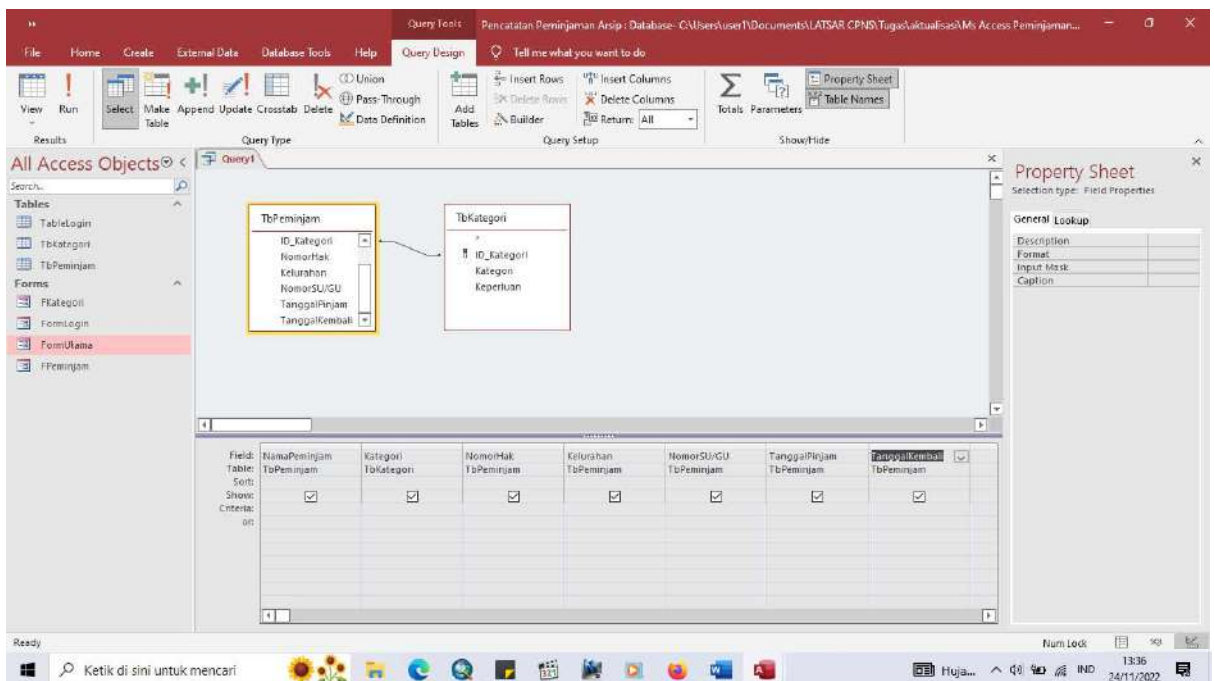 Query Tools Pencatatan Peminjaman Arsip : Database- C:\Users\user1\Documents\LATSAR CPNS\Tugas\aktualisasi\Ms Access Peminjaman...
File Home Create External Data Database Tools Help Query Design Tell me what you want to do
View Run Select Make Table Append Update Crosstab Delete
Union
Pass-Through
Data Definition
Add Tables
Insert Rows
Delete Rows
Builder
Insert Columns
Delete Columns
Return: All
Totals Parameters
Property Sheet
Table Names
Results Query Type Query Setup Show/Hide
All Access Objects
Search...
Tables
TableLogin
TbKategori
TbPeminjam
Forms
FKategori
FormLogin
FormUtama
FPeminjam
Query1
TbPeminjam
ID_Kategori
NomorHak
Kelurahan
NomorSU/GU
TanggalPinjam
TanggalKembali
TbKategori
*
ID_Kategori
Kategori
Keperluan
Field: NamaPeminjam Kategori NomorHak Kelurahan NomorSU/GU TanggalPinjam TanggalKembali
Table: TbPeminjam TbKategori TbPeminjam TbPeminjam TbPeminjam TbPeminjam TbPeminjam
Sort:
Show:
Criteria:
or:
Property Sheet
Selection type: Field Properties
General Lookup
Description
Format
Input Mask
Caption
Ready Num Lock SQL
Ketik di sini untuk mencari
Huja... IND 13:36
24/11/2022